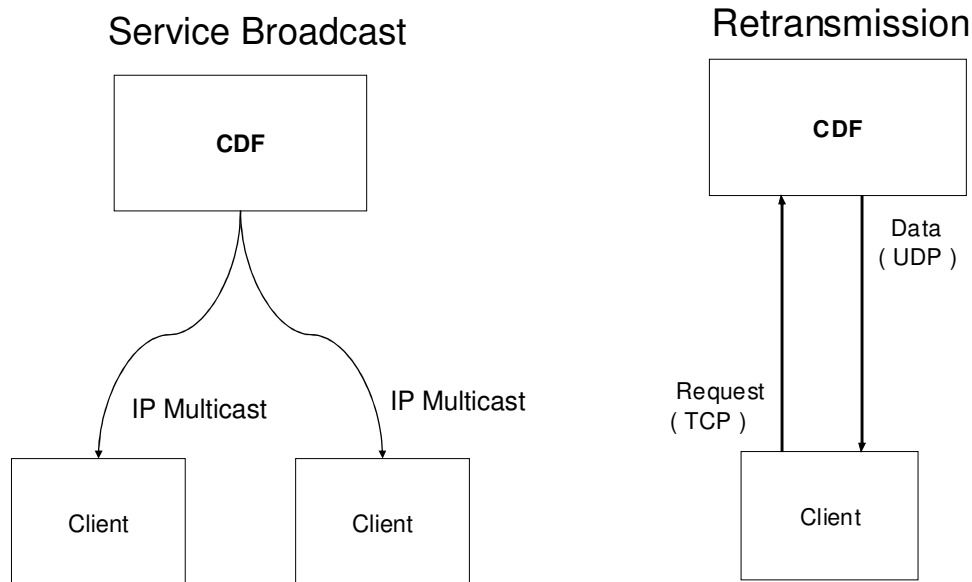 Service Broadcast
CDF
IP Multicast
IP Multicast
Client
Client
Retransmission
CDF
Data
( UDP )
Request
( TCP )
Client